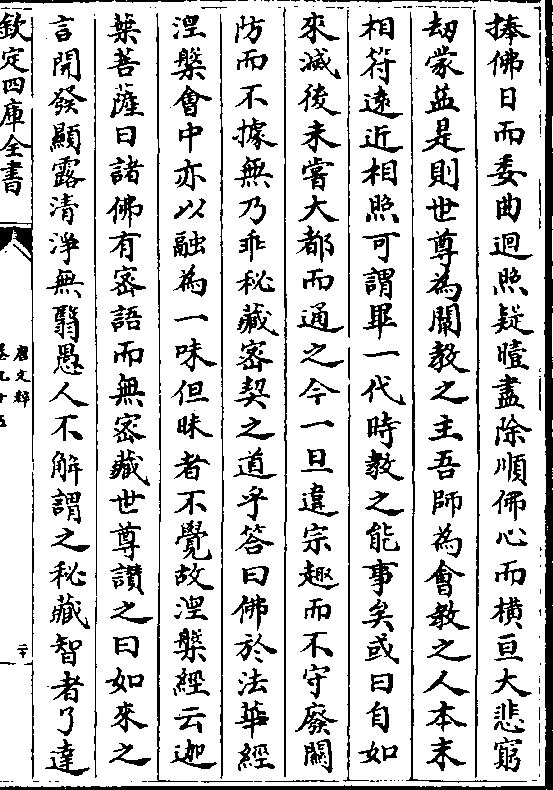 捧佛日而委曲迴照疑曀盡除順佛心而横亘大悲窮
刼蒙益是則世尊為闡教之主吾師為會教之人本末
相符逺近相照可謂畢一代時教之能事矣或曰自如
來滅後未嘗大都而通之今一旦違宗趣而不守廢關
防而不據無乃乖秘藏密契之道乎答曰佛於法華經
涅槃會中亦以融為一味但昧者不覺故涅槃經云迦
葉菩薩曰諸佛有密語而無密藏世尊讃之曰如來之
言開發顯露清淨無翳愚人不解謂之秘藏智者了達
欽定四庫全書
唐文粹
卷九十五
二十